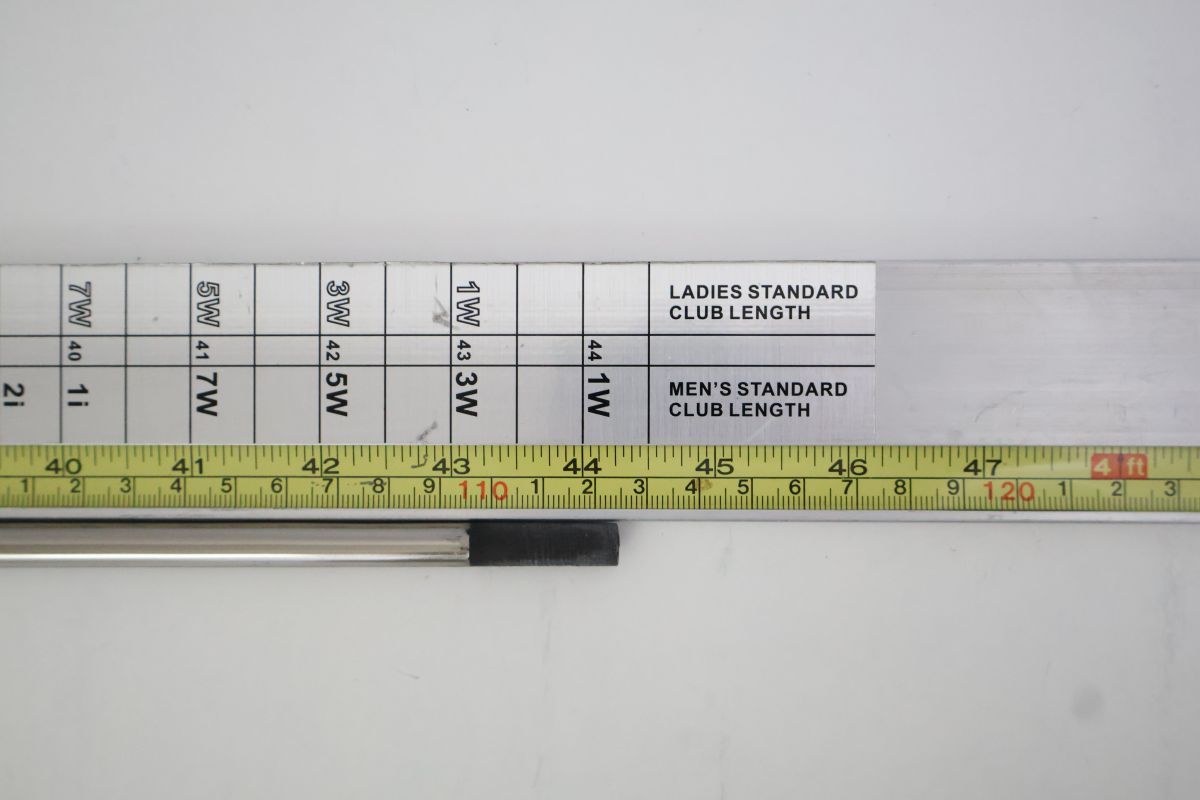 7W 5W 3W 1W LADIES STANDARD
CLUB LENGTH
40 41 42 43 44
2i 1i 7W 5W 3W 1W MEN'S STANDARD
CLUB LENGTH
40 41 42 43 44 45 46 47 4 ft
1 2 3 4 5 6 7 8 9 110 1 2 3 4 5 6 7 8 9 120 1 2 3